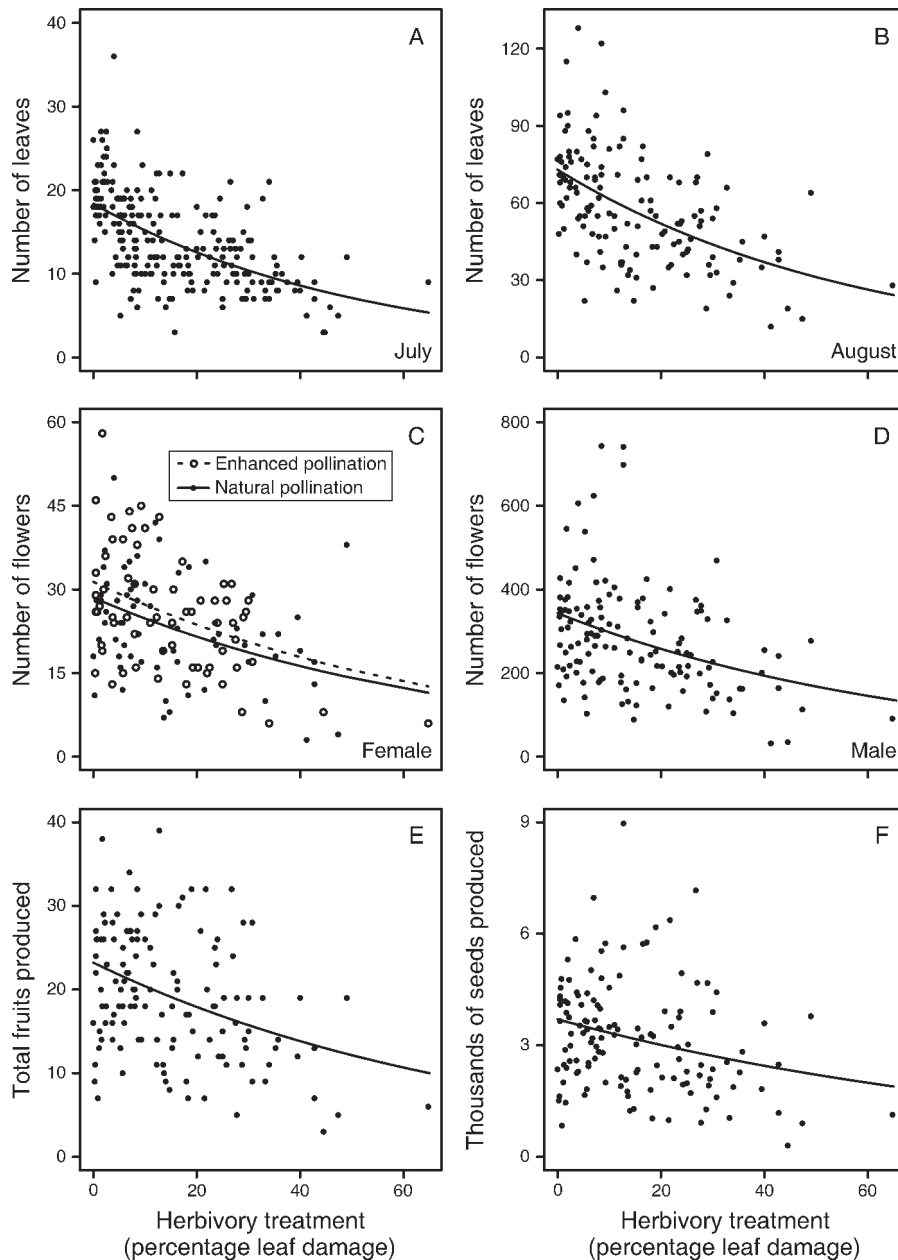 A
Number of leaves
40
30
20
10
0
July
B
Number of leaves
120
90
60
30
0
August
C
Number of flowers
60
45
30
15
0
Enhanced pollination
Natural pollination
Female
D
Number of flowers
800
600
400
200
0
Male
E
Total fruits produced
40
30
20
10
0
0 20 40 60
Herbivory treatment
(percentage leaf damage)
F
Thousands of seeds produced
9
6
3
0
0 20 40 60
Herbivory treatment
(percentage leaf damage)